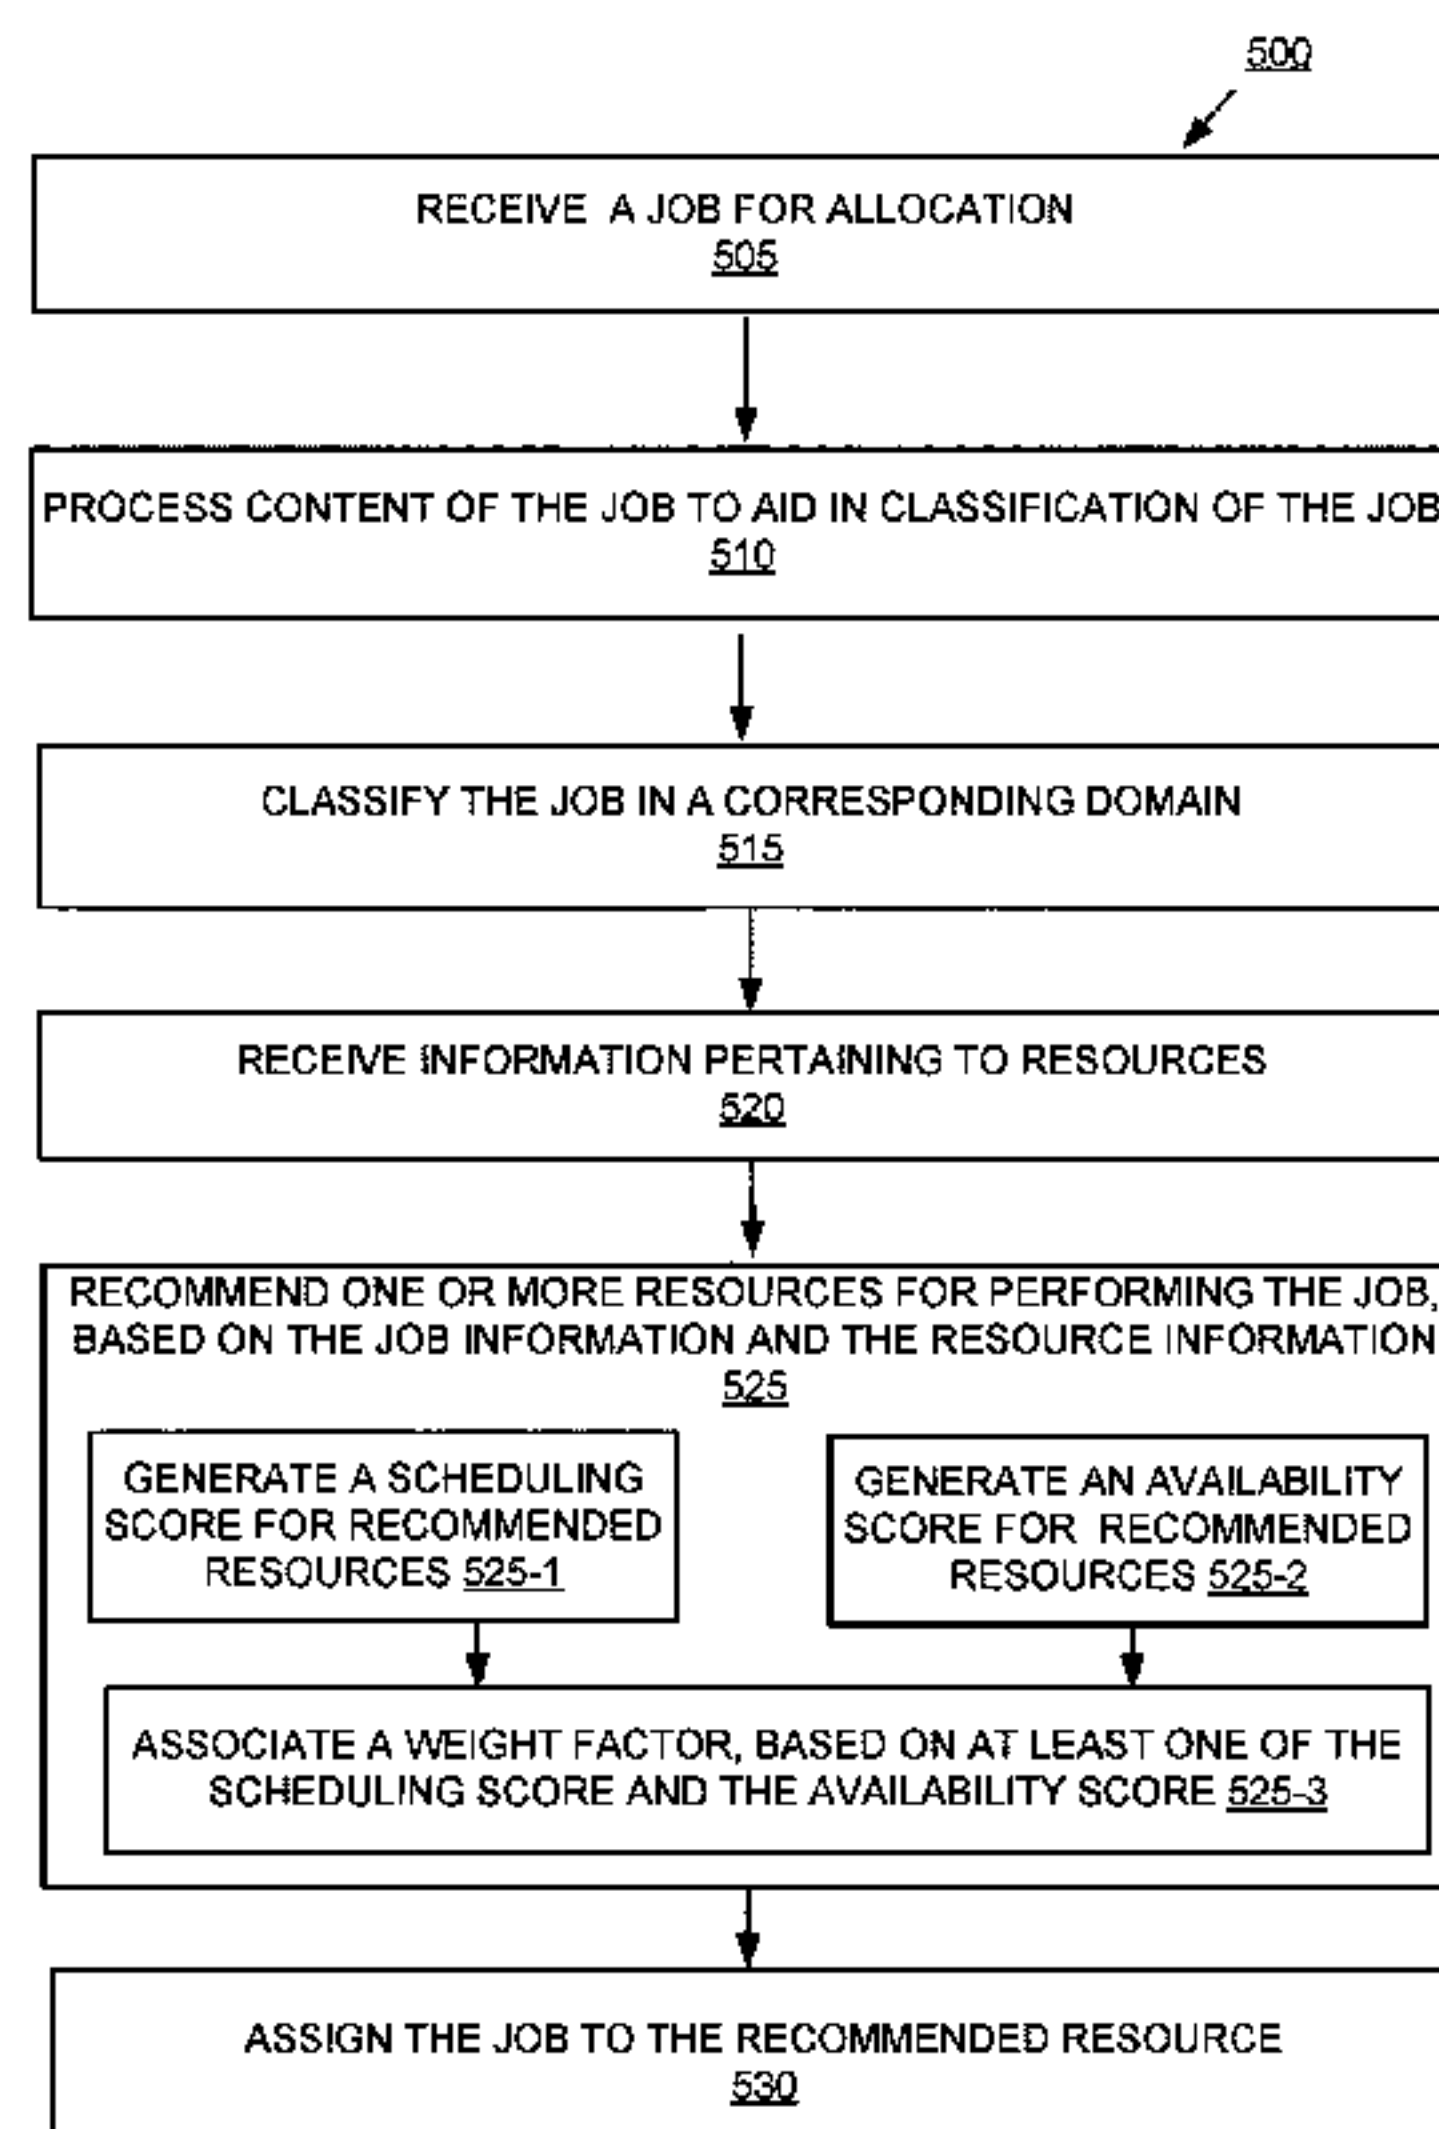 500
RECEIVE A JOB FOR ALLOCATION
505
PROCESS CONTENT OF THE JOB TO AID IN CLASSIFICATION OF THE JOB
510
CLASSIFY THE JOB IN A CORRESPONDING DOMAIN
515
RECEIVE INFORMATION PERTAINING TO RESOURCES
520
RECOMMEND ONE OR MORE RESOURCES FOR PERFORMING THE JOB,
BASED ON THE JOB INFORMATION AND THE RESOURCE INFORMATION
525
GENERATE A SCHEDULING
SCORE FOR RECOMMENDED
RESOURCES 525-1
GENERATE AN AVAILABILITY
SCORE FOR RECOMMENDED
RESOURCES 525-2
ASSOCIATE A WEIGHT FACTOR, BASED ON AT LEAST ONE OF THE
SCHEDULING SCORE AND THE AVAILABILITY SCORE 525-3
ASSIGN THE JOB TO THE RECOMMENDED RESOURCE
530